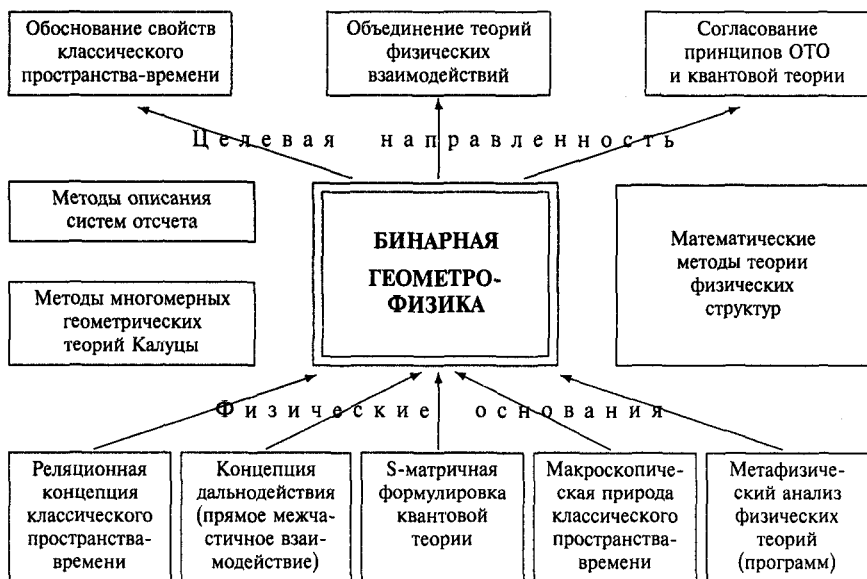 Обоснование свойств
классического
пространства-времени
Объединение теорий
физических
взаимодействий
Согласование
принципов ОТО
и квантовой теории
Целевая направленность
Методы описания
систем отсчета
Методы многомерных
геометрических
теорий Калуцы
БИНАРНАЯ
ГЕОМЕТРО-
ФИЗИКА
Математические
методы теории
физических
структур
Физические основания
Реляционная
концепция
классического
пространства-
времени
Концепция
дальнодействия
(прямое межча-
стичное взаи-
модействие)
S-матричная
формулировка
квантовой
теории
Макроскопиче-
ская природа
классического
пространства-
времени
Метафизиче-
ский анализ
физических
теорий
(программ)